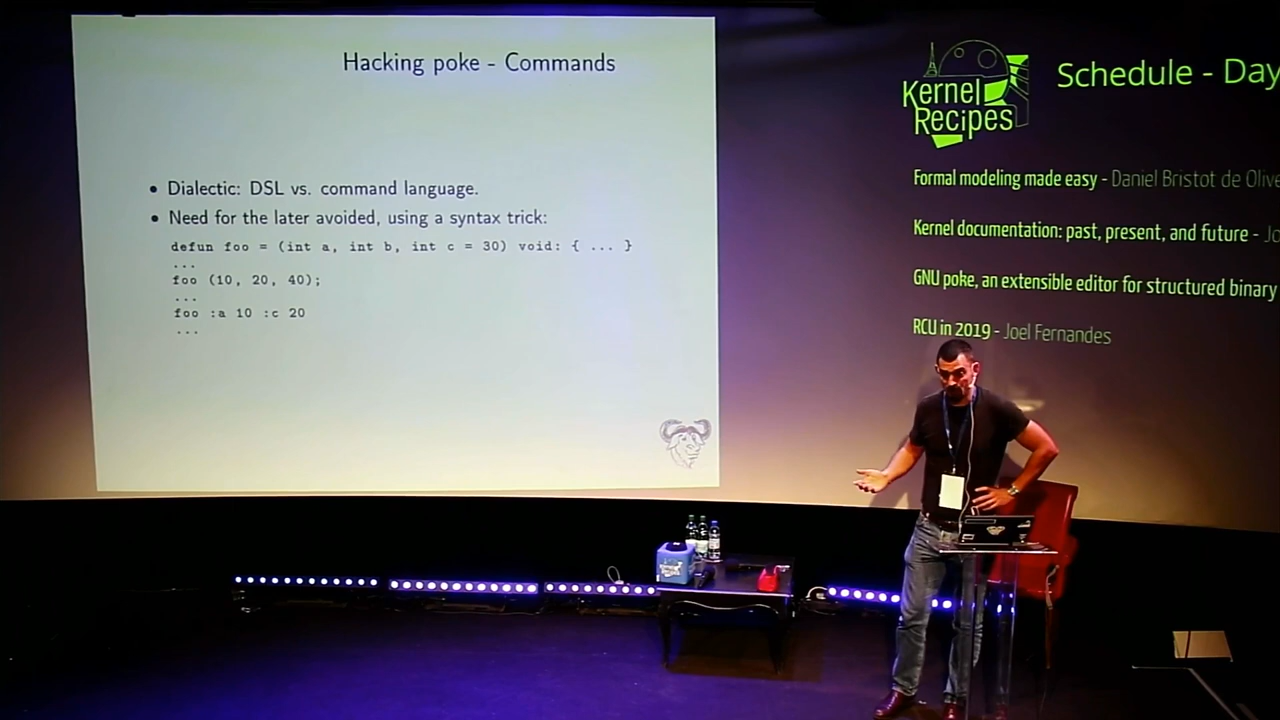 Hacking poke - Commands
• Dialectic: DSL vs. command language.
• Need for the later avoided, using a syntax trick:
defun foo = (int a, int b, int c = 30) void: { ... }
...
foo (10, 20, 40);
...
foo :a 10 :c 20
...
Kernel
Recipes
Schedule - Day
Formal modeling made easy - Daniel Bristot de Olive
Kernel documentation: past, present, and future - Jo
GNU poke, an extensible editor for structured binary
RCU in 2019 - Joel Fernandes